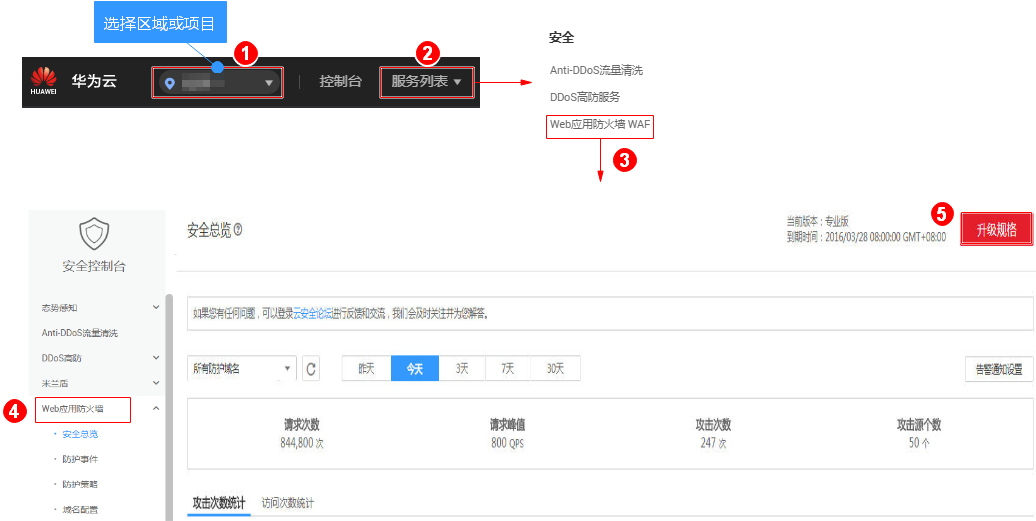 选择区域或项目
1
2
HUAWEI
华为云
控制台
服务列表
安全
Anti-DDoS流量清洗
DDoS高防服务
Web应用防火墙 WAF
3
安全控制台
态势感知
Anti-DDoS流量清洗
DDoS高防
米兰盾
4
Web应用防火墙
安全总览
防护事件
防护策略
域名配置
安全总览
当前版本:专业版
到期时间:2016/03/28 08:00:00 GMT+08:00
5
升级规格
如果您有任何问题,可以登录云安全论坛进行反馈和交流,我们会及时关注并为您解答。
所有防护域名
昨天 今天 3天 7天 30天
告警通知设置
请求次数 请求峰值 攻击次数 攻击源个数
844,800 次 800 QPS 247 次 50 个
攻击次数统计 访问次数统计